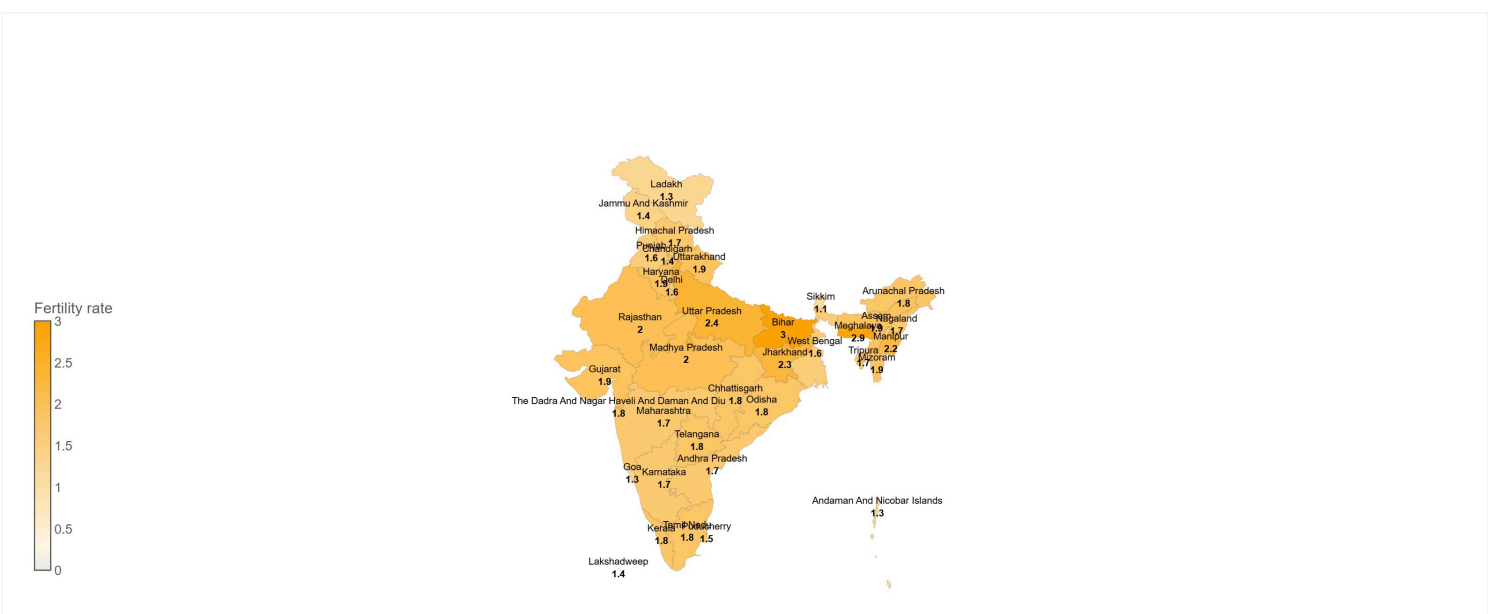 Ladakh
1.3
Jammu And Kashmir
1.4
Himachal Pradesh
1.7
Punjab
1.6
Chandigarh
1.4
Uttarakhand
1.9
Haryana
1.9
Delhi
1.6
Sikkim
1.1
Arunachal Pradesh
1.8
Fertility rate
3
2.5
2
1.5
1
0.5
0
Rajasthan
2
Uttar Pradesh
2.4
Bihar
3
Assam
1.9
Nagaland
1.7
Meghalaya
2.9
Manipur
2.2
West Bengal
1.6
Madhya Pradesh
2
Jharkhand
2.3
Tripura
1.7
Mizoram
1.9
Gujarat
1.9
Chhattisgarh
1.8
The Dadra And Nagar Haveli And Daman And Diu
1.8
Odisha
1.8
Maharashtra
1.7
Telangana
1.8
Andhra Pradesh
1.7
Goa
1.3
Karnataka
1.7
Andaman And Nicobar Islands
1.3
Kerala
1.8
Tamil Nadu
1.8
Puducherry
1.5
Lakshadweep
1.4